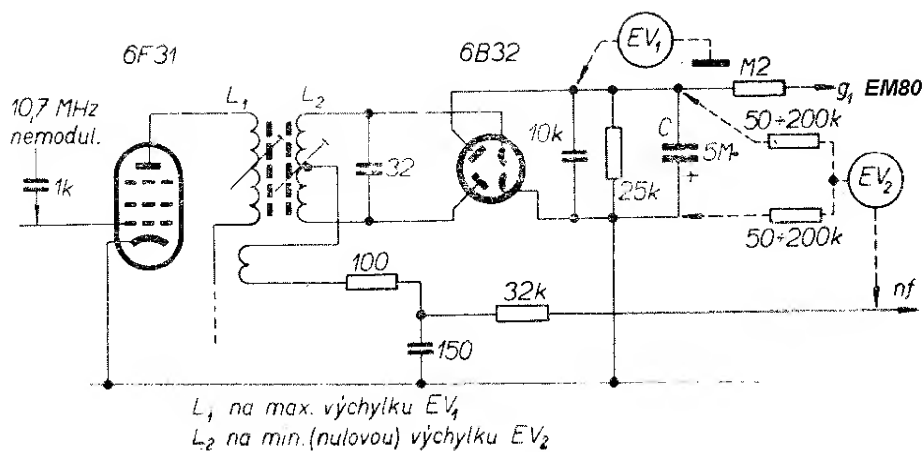 6F31
6B32
EV₁
10,7 MHz
nemodul.
1k
L₁
L₂
32
10k
25k
C
5M
+
M2
g₁ EM80
50÷200k
EV₂
50÷200k
100
32k
150
nf
L₁ na max. výchylku EV₁
L₂ na min.(nulovou) výchylku EV₂